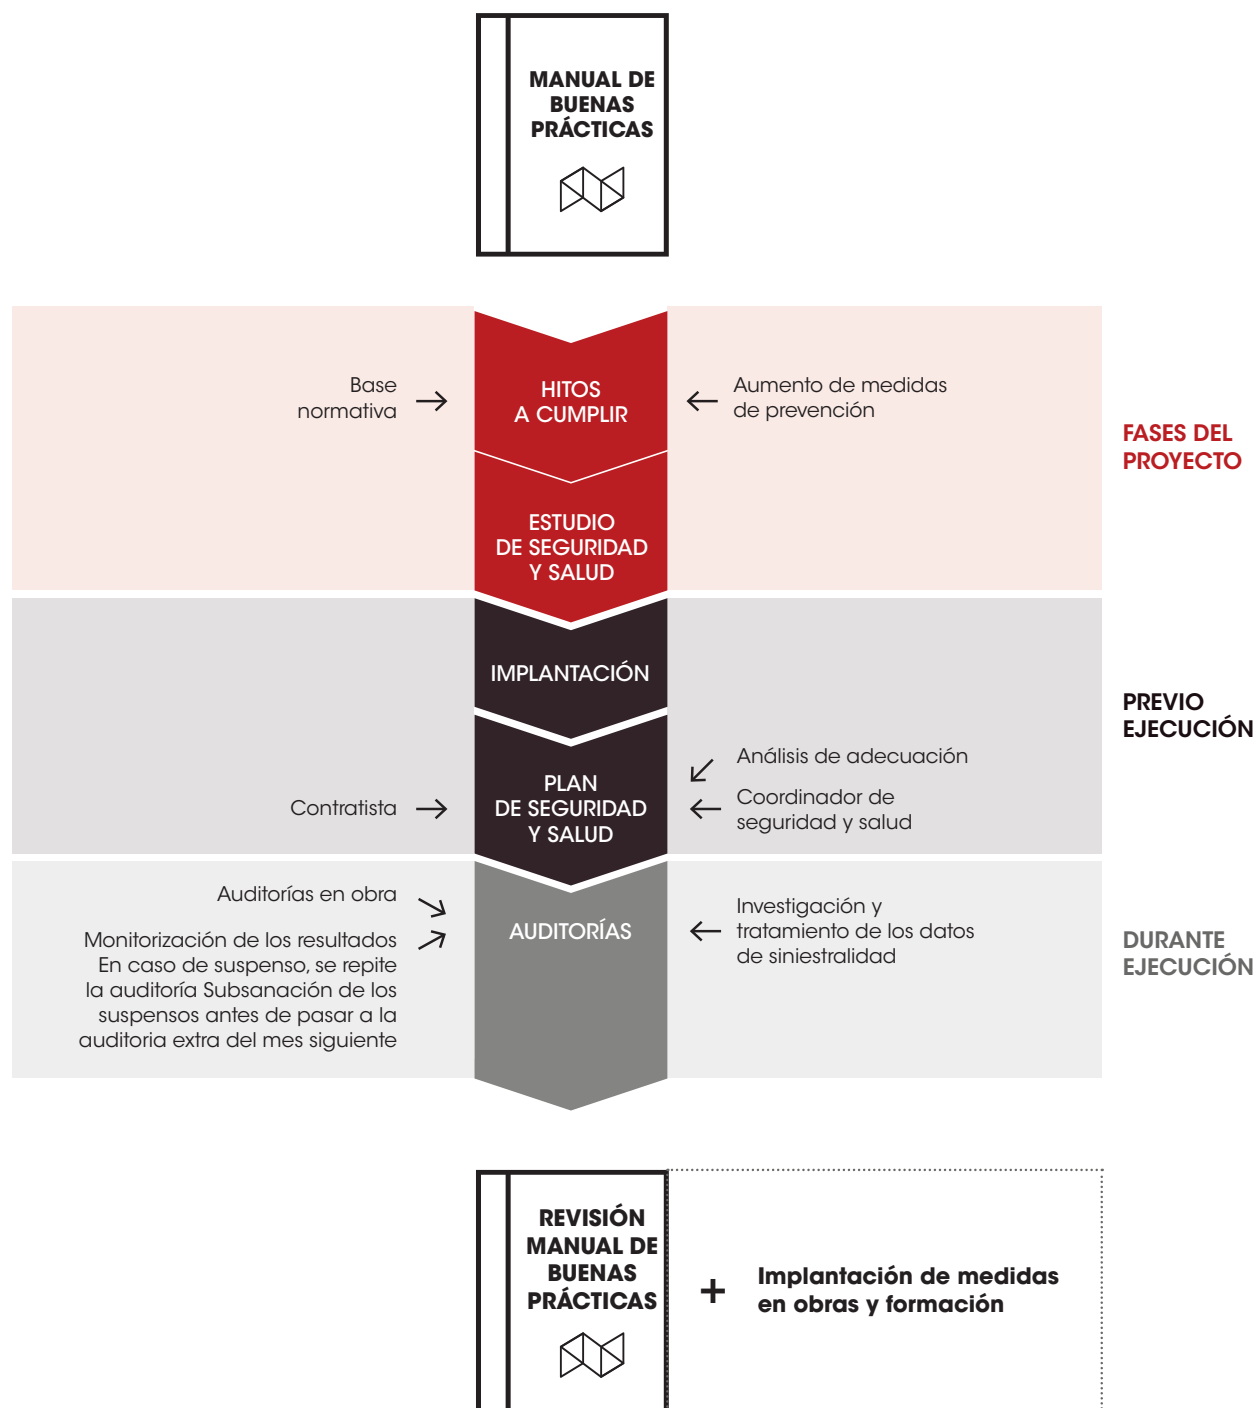 MANUAL DE
BUENAS
PRÁCTICAS
Base
normativa
HITOS
A CUMPLIR
Aumento de medidas
de prevención
FASES DEL
PROYECTO
ESTUDIO
DE SEGURIDAD
Y SALUD
IMPLANTACIÓN
PREVIO
EJECUCIÓN
Contratista
PLAN
DE SEGURIDAD
Y SALUD
Análisis de adecuación
Coordinador de
seguridad y salud
Auditorías en obra
Monitorización de los resultados
En caso de suspenso, se repite
la auditoría Subsanación de los
suspensos antes de pasar a la
auditoria extra del mes siguiente
AUDITORÍAS
Investigación y
tratamiento de los datos
de siniestralidad
DURANTE
EJECUCIÓN
REVISIÓN
MANUAL DE
BUENAS
PRÁCTICAS
+
Implantación de medidas
en obras y formación